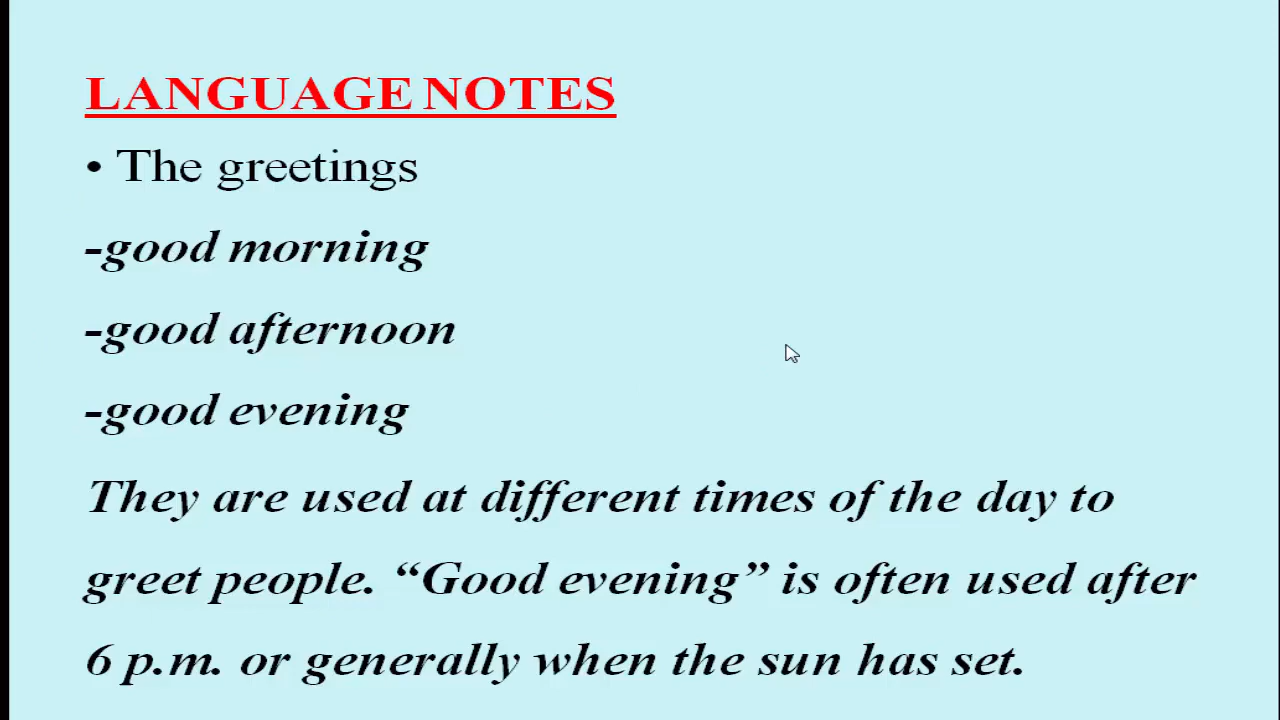 LANGUAGE NOTES
• The greetings
-good morning
-good afternoon
-good evening
They are used at different times of the day to
greet people. “Good evening” is often used after
6 p.m. or generally when the sun has set.